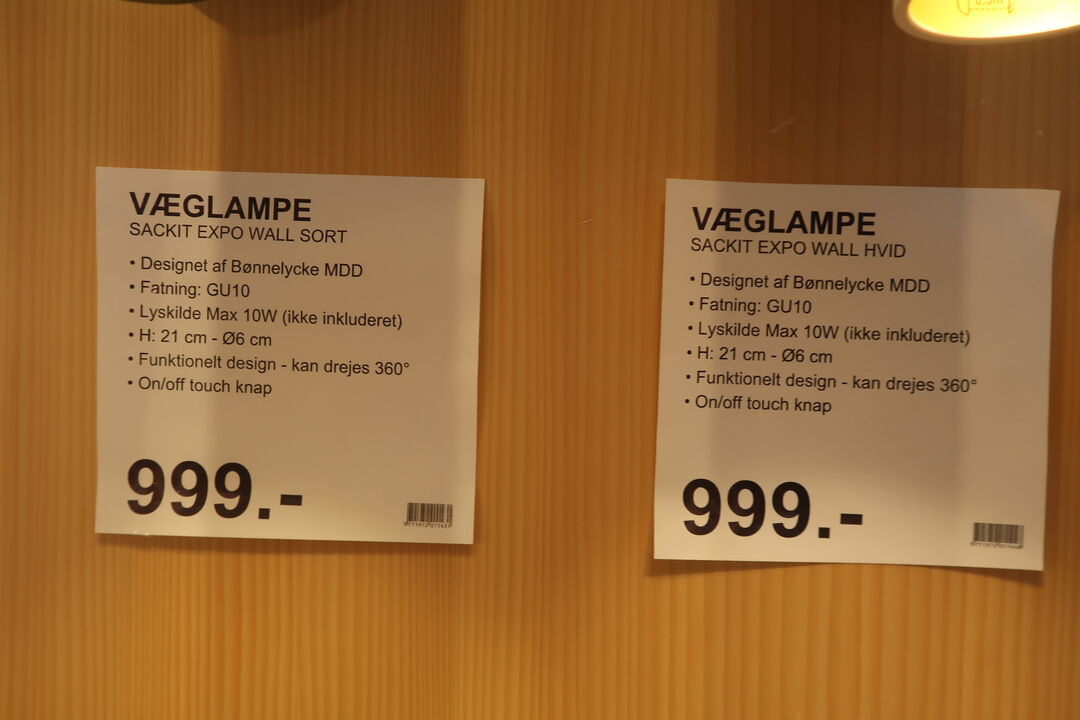 VÆGLAMPE
SACKIT EXPO WALL SORT
• Designet af Bønnelycke MDD
• Fatning: GU10
• Lyskilde Max 10W (ikke inkluderet)
• H: 21 cm - Ø6 cm
• Funktionelt design - kan drejes 360°
• On/off touch knap
999.-
VÆGLAMPE
SACKIT EXPO WALL HVID
• Designet af Bønnelycke MDD
• Fatning: GU10
• Lyskilde Max 10W (ikke inkluderet)
• H: 21 cm - Ø6 cm
• Funktionelt design - kan drejes 360°
• On/off touch knap
999.-